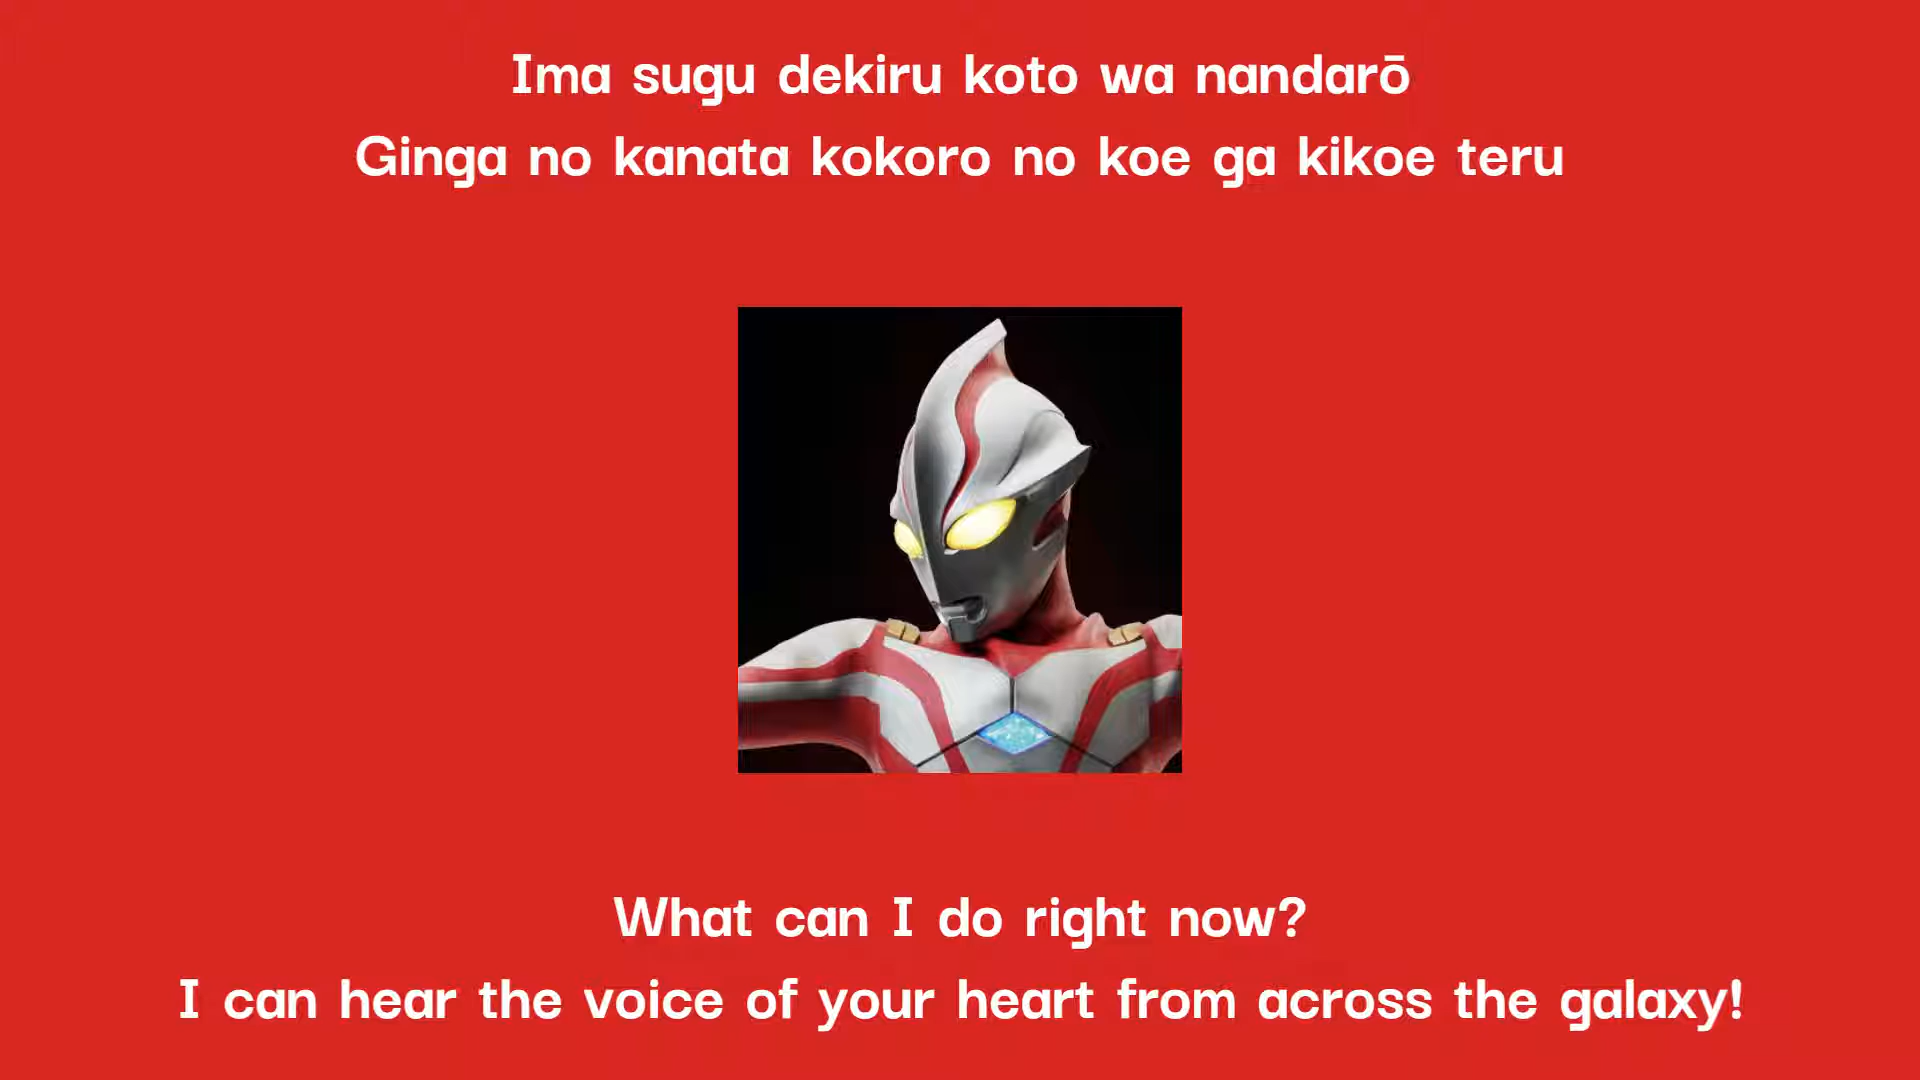 Ima sugu dekiru koto wa nandarō
Ginga no kanata kokoro no koe ga kikoe teru
What can I do right now?
I can hear the voice of your heart from across the galaxy!